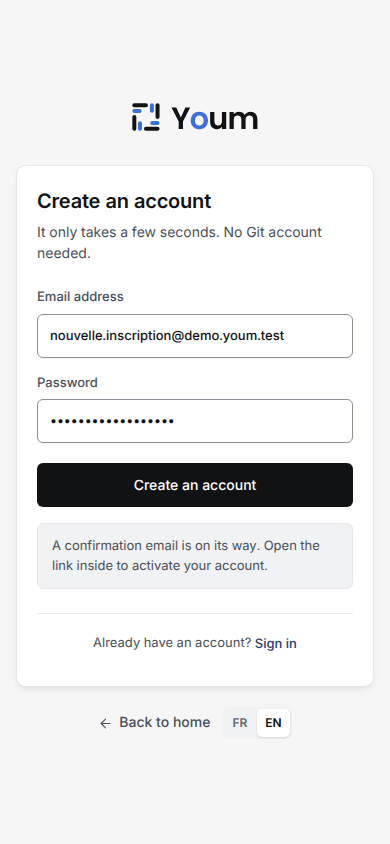 Youm
Create an account
It only takes a few seconds. No Git account
needed.
Email address
nouvelle.inscription@demo.youm.test
Password
••••••••••••••••••
Create an account
A confirmation email is on its way. Open the
link inside to activate your account.
Already have an account? Sign in
← Back to home FR EN